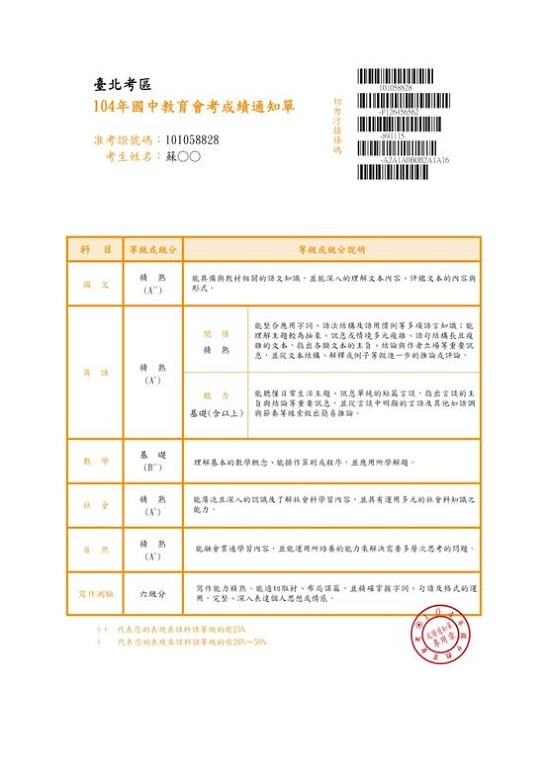 臺北考區
104年國中教育會考成績通知單
准考證號碼：101058828
考生姓名：蘇○○
切勿汙損條碼
101058828
-F126456562
-891115
-A2A1A0B0B2A1A16
科 目 等級或級分 等級或級分說明
國 文 精 熟 (A⁺⁺) 能具備與教材相關的語文知識，並能深入的理解文本內容、評鑑文本的內容與
形式。
英 語 精 熟 (A⁺)
閱 讀 精 熟 能整合應用字詞、語法結構及語用慣例等多項語言知識；能
理解主題較為抽象、訊息或情境多元複雜、語句結構長且複
雜的文本，指出各類文本的主旨、結論與作者立場等重要訊
息，並從文本結構、解釋或例子等做進一步的推論或評論。
聽 力 基礎(含以上) 能聽懂日常生活主題、訊息單純的短篇言談，指出言談的主
旨與結論等重要訊息，並從言談中明顯的言語及其他如語調
與節奏等線索做出簡易推論。
數 學 基 礎 (B⁺⁺) 理解基本的數學概念、能操作算則或程序，並應用所學解題。
社 會 精 熟 (A⁺) 能廣泛且深入的認識及了解社會科學習內容，並具有運用多元的社會科知識之
能力。
自 然 精 熟 (A⁺) 能融會貫通學習內容，並能運用所培養的能力來解決需要多層次思考的問題。
寫作測驗 六級分 寫作能力精熟，能適切取材、布局謀篇，並精確掌握字詞、句讀及格式的運
用，完整、深入表達個人思想或情感。
++ 代表您的表現在該科該等級的前25%
+ 代表您的表現在該科該等級的前26%~50%
成績通知單
專用章